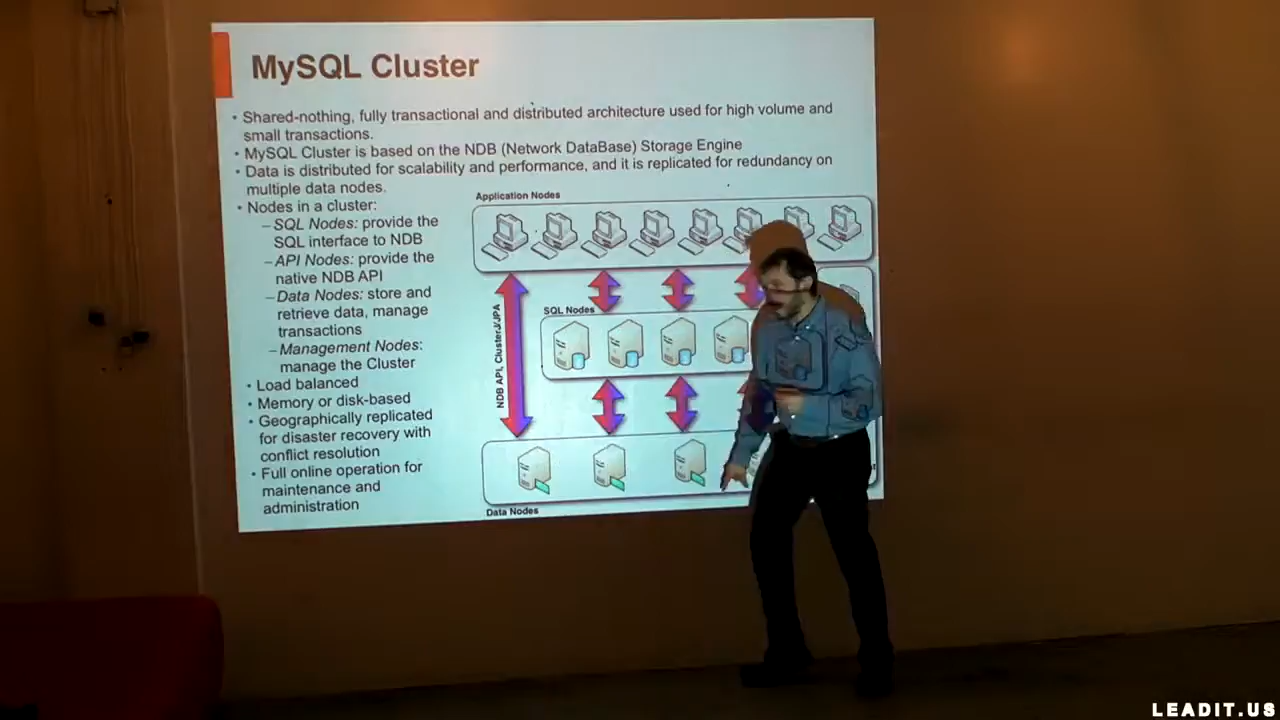 MySQL Cluster
• Shared-nothing, fully transactional and distributed architecture used for high volume and
small transactions.
• MySQL Cluster is based on the NDB (Network DataBase) Storage Engine
• Data is distributed for scalability and performance, and it is replicated for redundancy on
multiple data nodes.
• Nodes in a cluster:
– SQL Nodes: provide the
SQL interface to NDB
– API Nodes: provide the
native NDB API
– Data Nodes: store and
retrieve data, manage
transactions
– Management Nodes:
manage the Cluster
• Load balanced
• Memory or disk-based
• Geographically replicated
for disaster recovery with
conflict resolution
• Full online operation for
maintenance and
administration
Application Nodes
SQL Nodes
NDB API, ClusterJ/JPA
Data Nodes
LEADIT.US